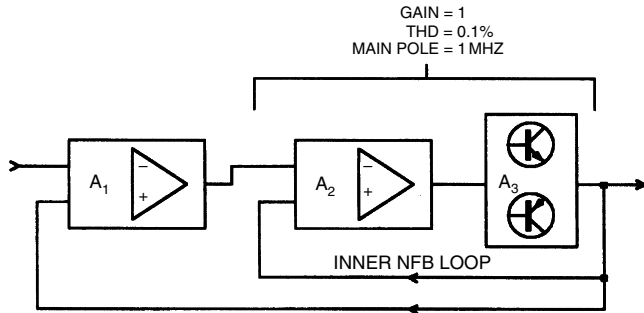 GAIN = 1
THD = 0.1%
MAIN POLE = 1 MHZ
A1
−
+
A2
−
+
A3
INNER NFB LOOP